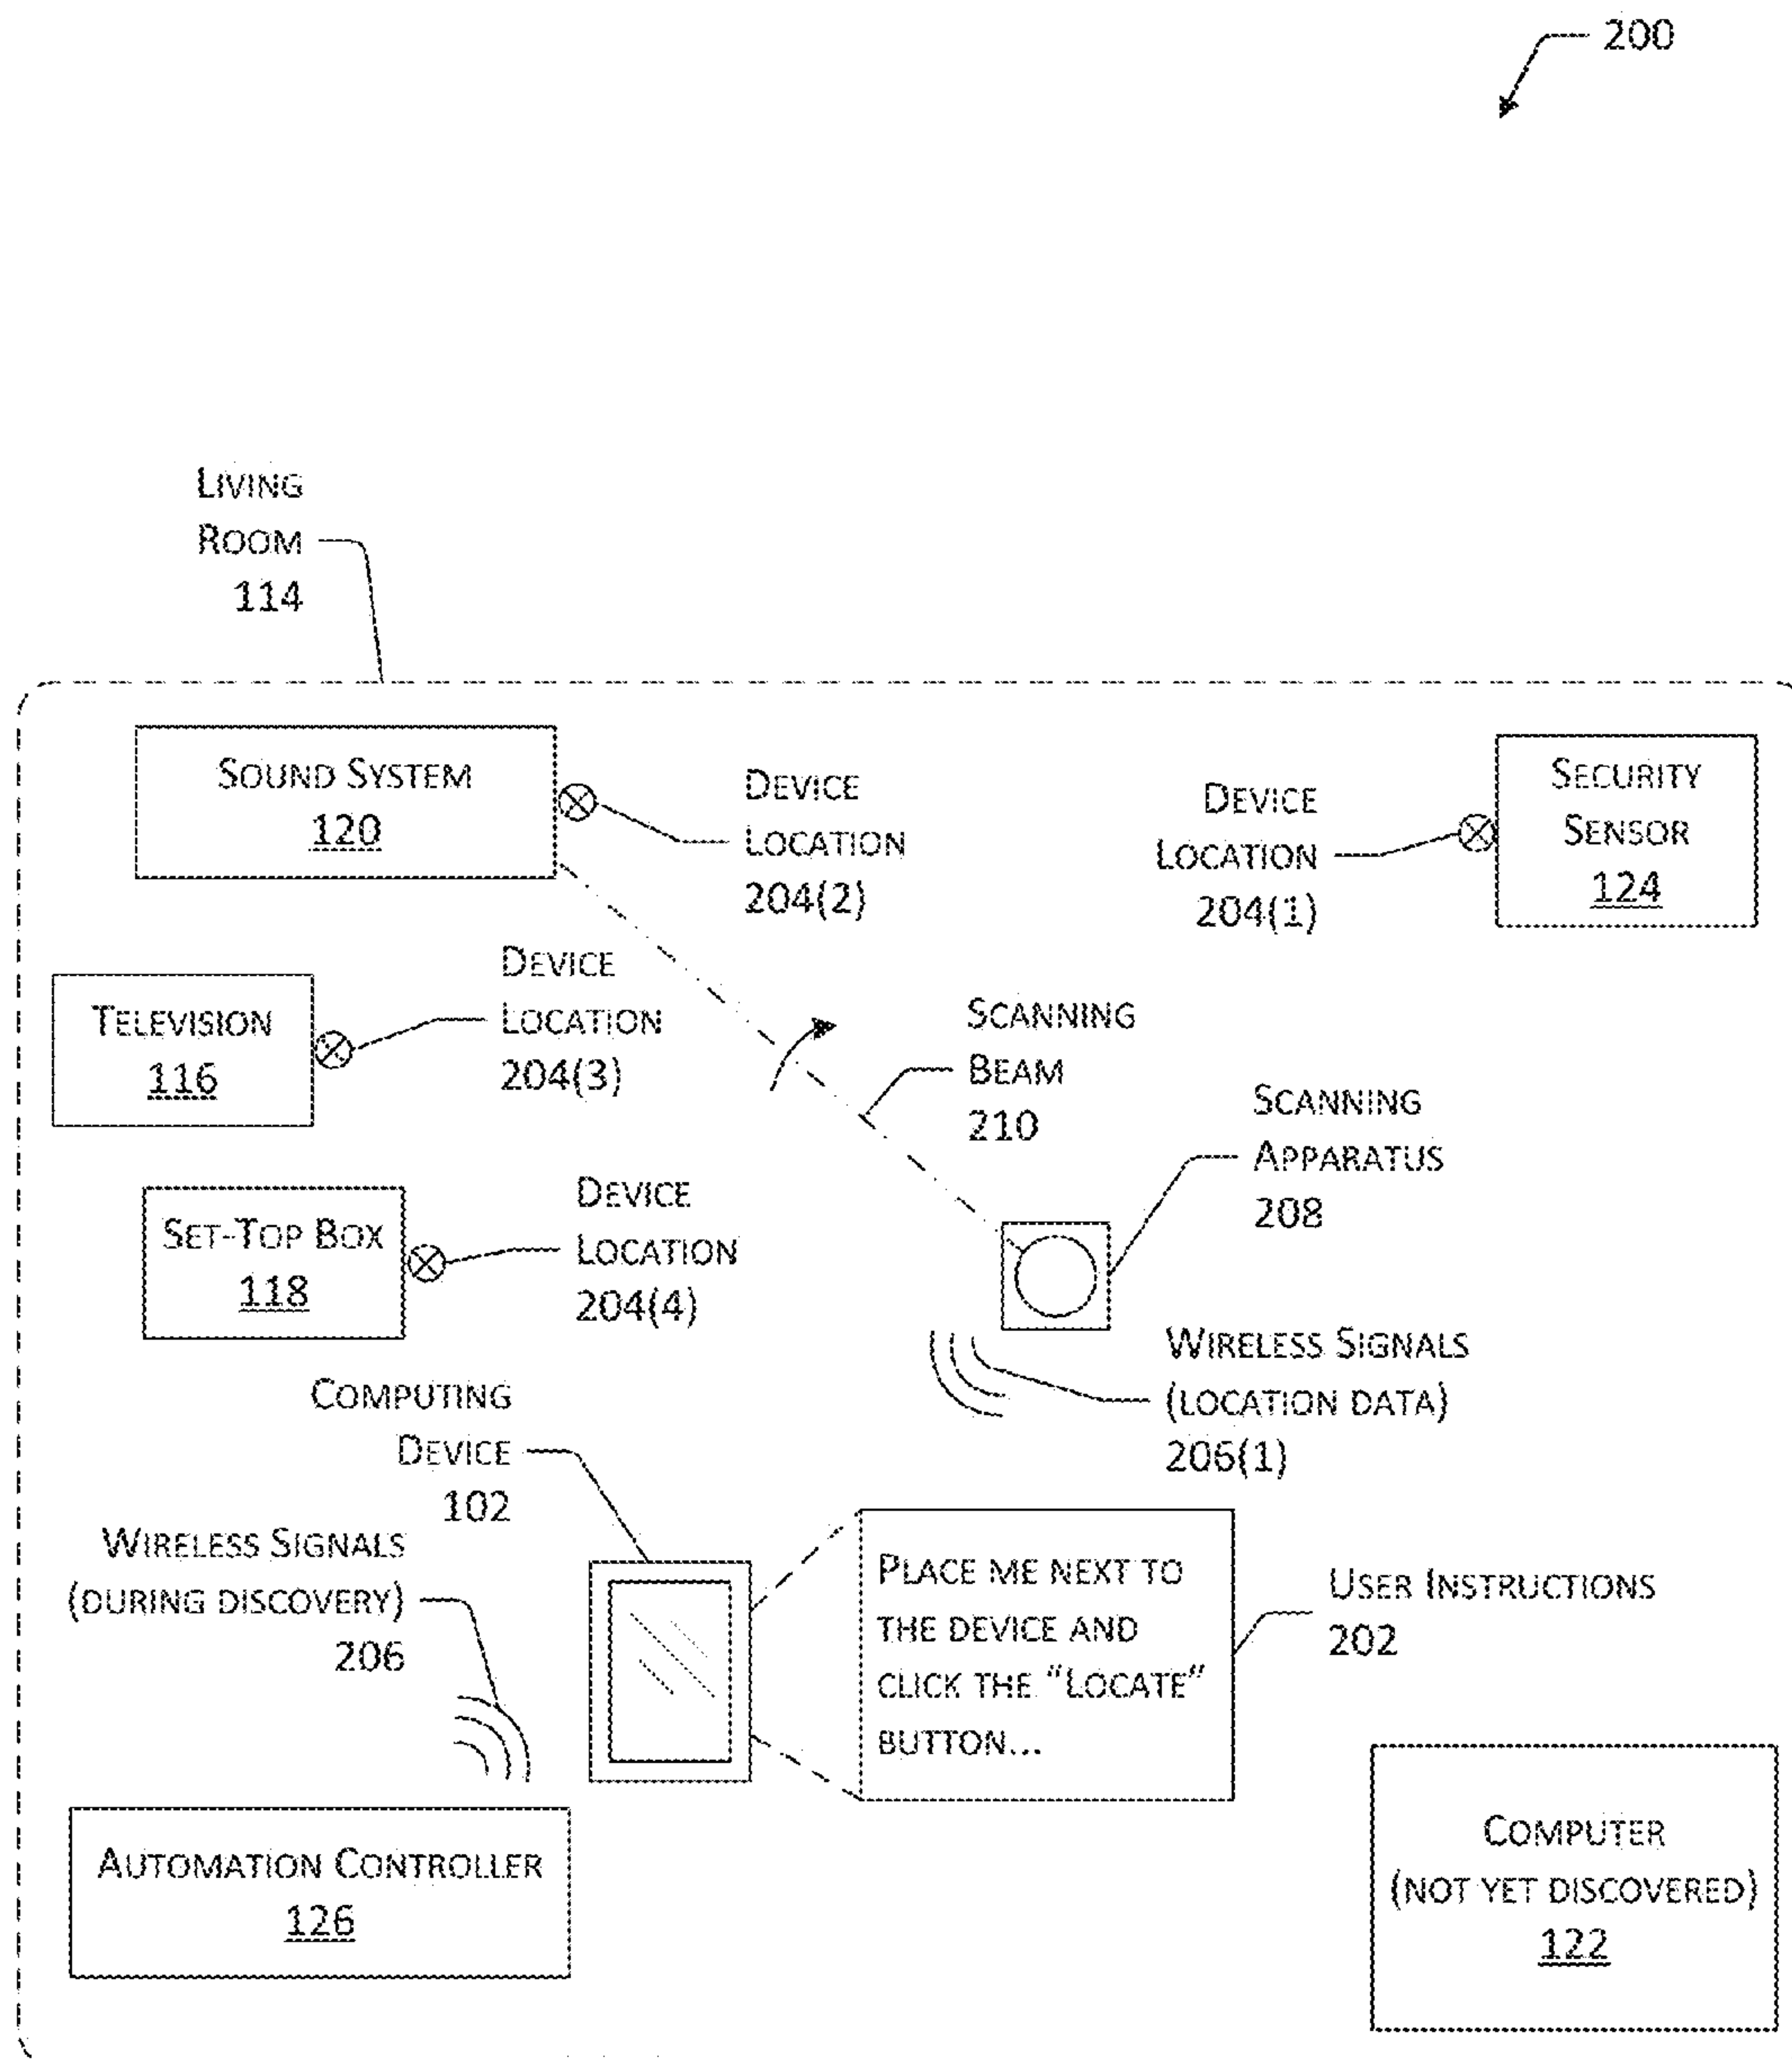 200
LIVING
ROOM
114
SOUND SYSTEM
120
DEVICE
LOCATION
204(2)
DEVICE
LOCATION
204(1)
SECURITY
SENSOR
124
TELEVISION
116
DEVICE
LOCATION
204(3)
SCANNING
BEAM
210
SCANNING
APPARATUS
208
SET-TOP BOX
118
DEVICE
LOCATION
204(4)
WIRELESS SIGNALS
(LOCATION DATA)
206(1)
COMPUTING
DEVICE
102
WIRELESS SIGNALS
(DURING DISCOVERY)
206
PLACE ME NEXT TO
THE DEVICE AND
CLICK THE “LOCATE”
BUTTON...
USER INSTRUCTIONS
202
AUTOMATION CONTROLLER
126
COMPUTER
(NOT YET DISCOVERED)
122